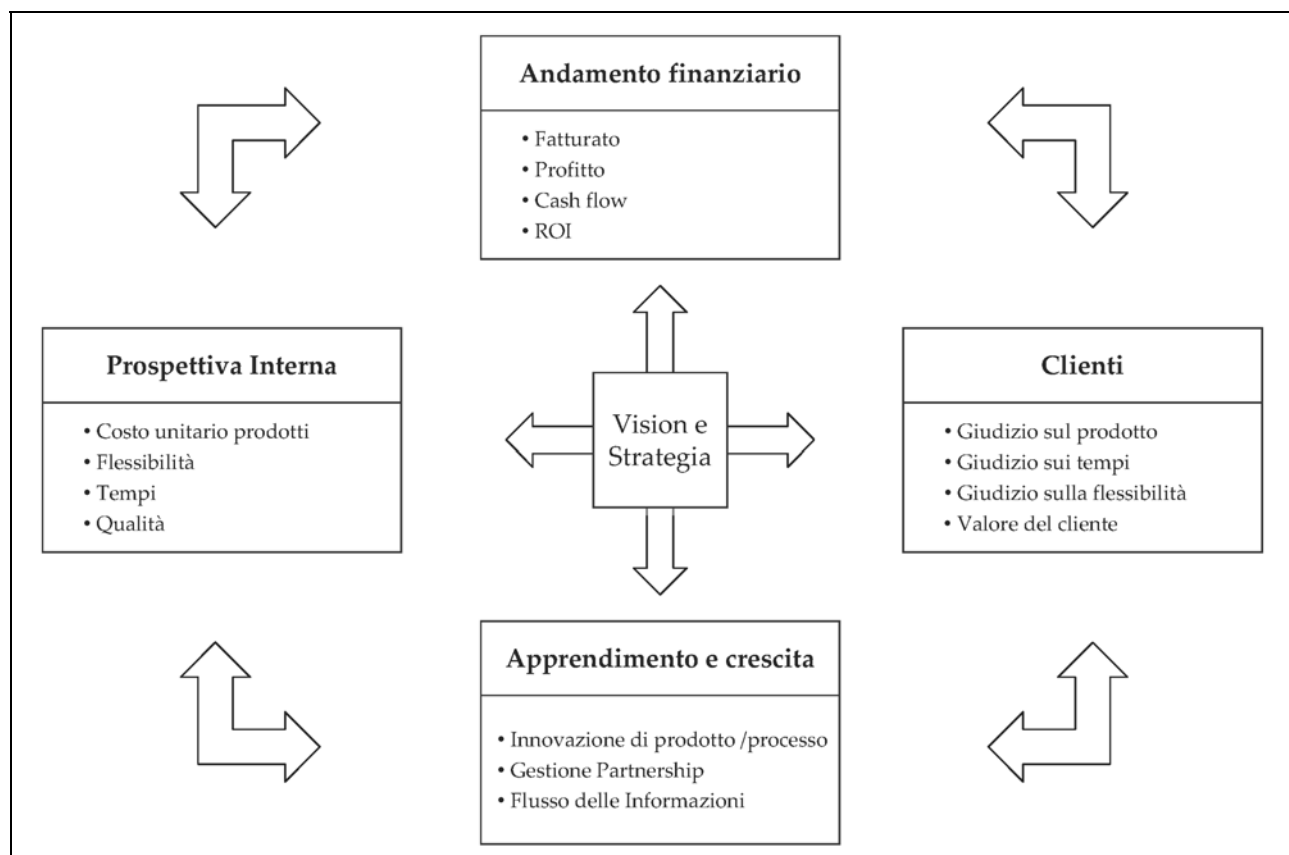 Andamento finanziario
• Fatturato
• Profitto
• Cash flow
• ROI
Prospettiva Interna
• Costo unitario prodotti
• Flessibilità
• Tempi
• Qualità
Vision e
Strategia
Clienti
• Giudizio sul prodotto
• Giudizio sui tempi
• Giudizio sulla flessibilità
• Valore del cliente
Apprendimento e crescita
• Innovazione di prodotto /processo
• Gestione Partnership
• Flusso delle Informazioni